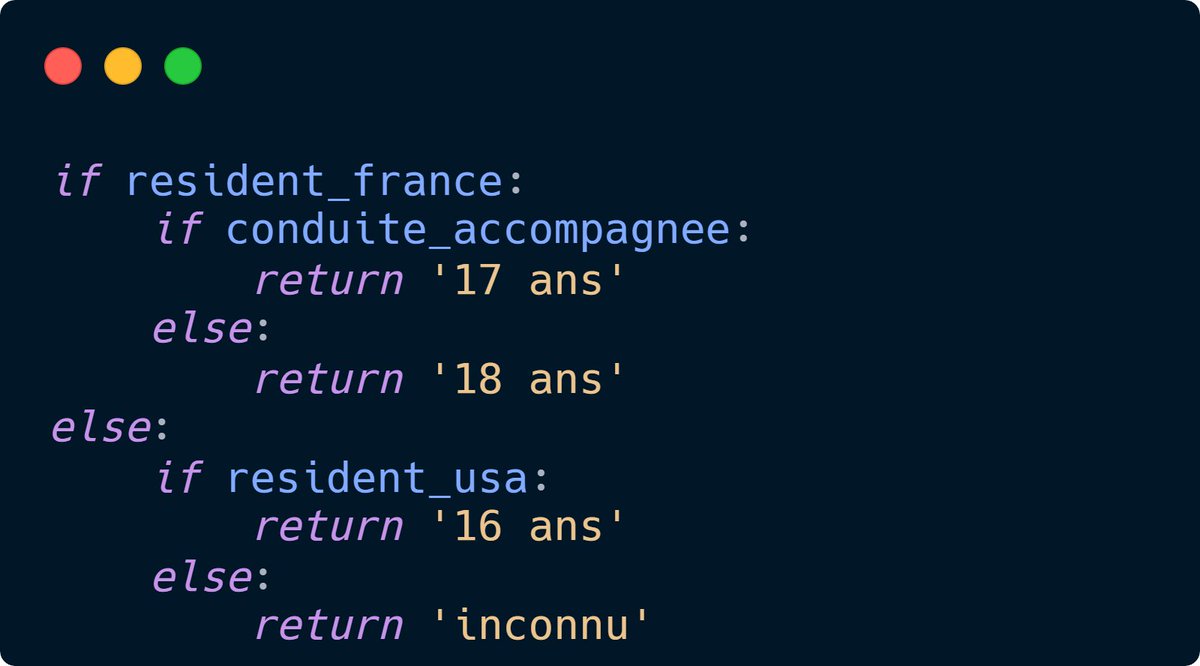 if resident_france:
    if conduite_accompagnee:
        return '17 ans'
    else:
        return '18 ans'
else:
    if resident_usa:
        return '16 ans'
    else:
        return 'inconnu'